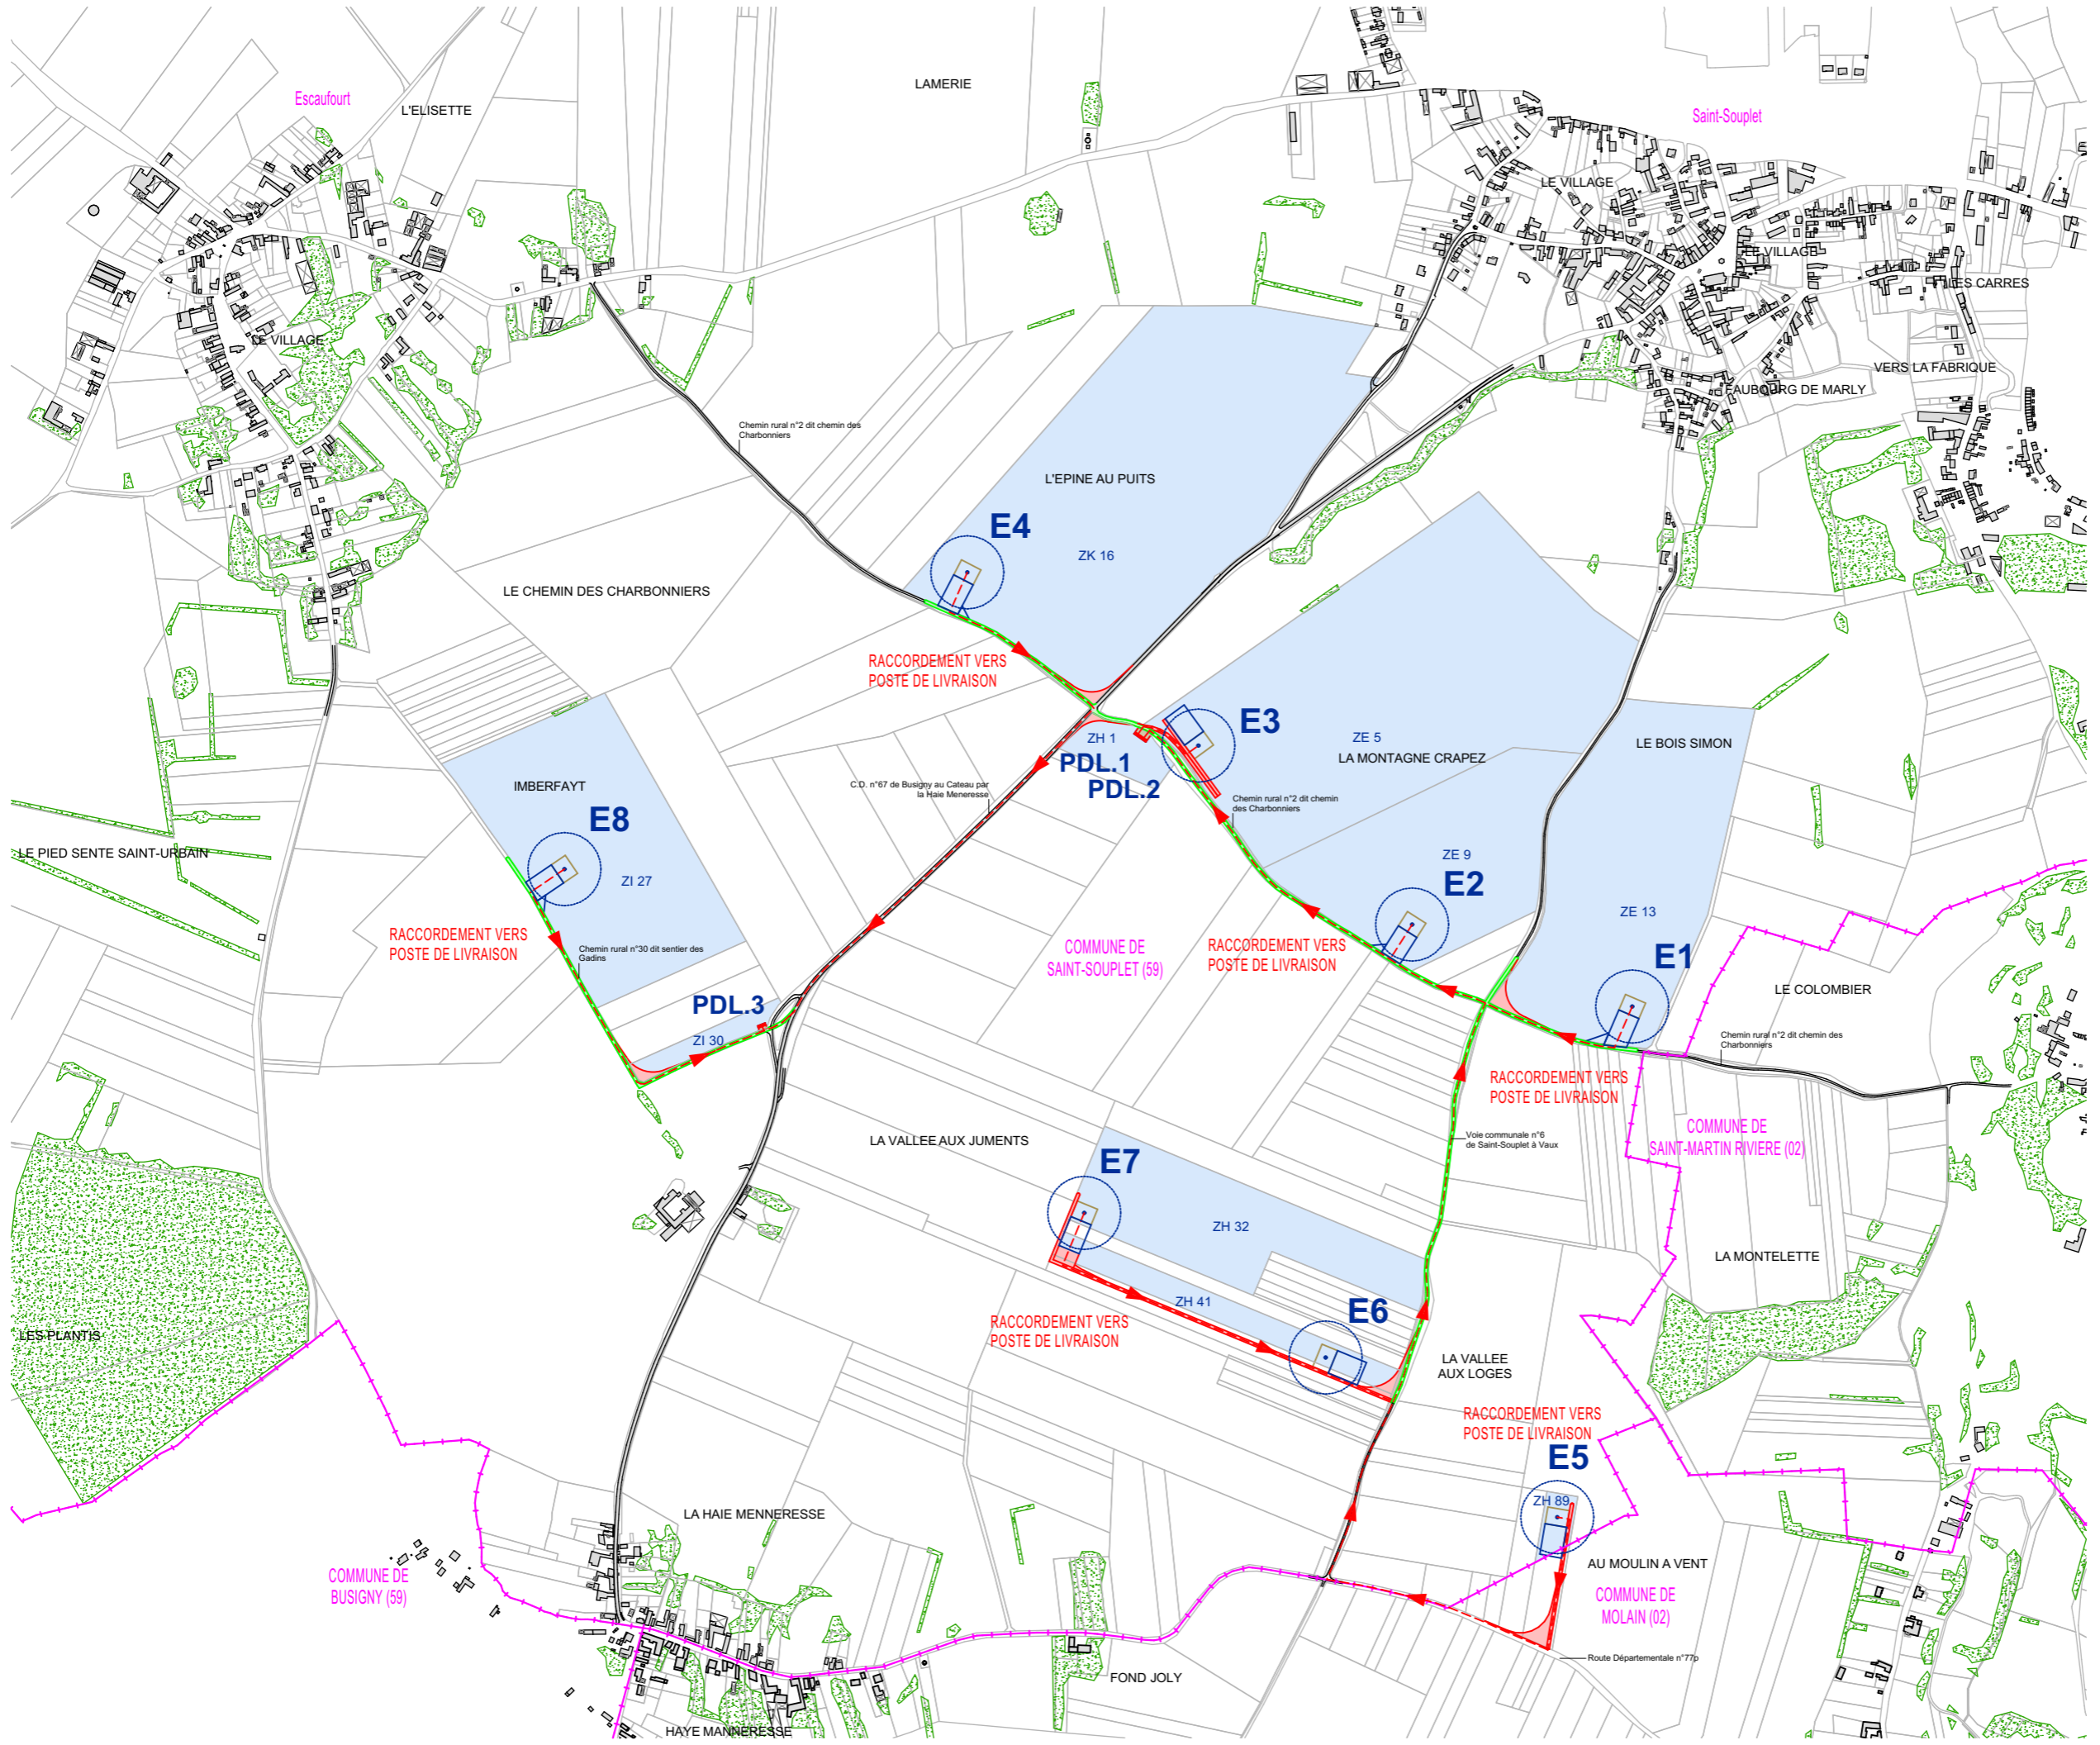 LAMERIE
Escaufourt
L'ELISETTE
Saint-Souplet
LE VILLAGE
LE VILLAGE
LES CARRES
LE VILLAGE
VERS LA FABRIQUE
FAUBOURG DE MARLY
Chemin rural n°2 dit chemin des
Charbonniers
L'EPINE AU PUITS
E4
ZK 16
LE CHEMIN DES CHARBONNIERS
RACCORDEMENT VERS
POSTE DE LIVRAISON
E3
ZH 1
ZE 5
LE BOIS SIMON
LA MONTAGNE CRAPEZ
PDL.1
PDL.2
IMBERFAYT
C.D. n°67 de Busigny au Cateau par
la Haie Meneresse
Chemin rural n°2 dit chemin
des Charbonniers
E8
LE PIED SENTE SAINT-URBAIN
ZI 27
ZE 9
E2
ZE 13
RACCORDEMENT VERS
POSTE DE LIVRAISON
Chemin rural n°30 dit sentier des
Gadins
COMMUNE DE
SAINT-SOUPLET (59)
RACCORDEMENT VERS
POSTE DE LIVRAISON
E1
LE COLOMBIER
PDL.3
ZI 30
Chemin rural n°2 dit chemin des
Charbonniers
RACCORDEMENT VERS
POSTE DE LIVRAISON
COMMUNE DE
SAINT-MARTIN RIVIERE (02)
LA VALLEE AUX JUMENTS
Voie communale n°6
de Saint-Souplet à Vaux
E7
ZH 32
LA MONTELETTE
ZH 41
E6
RACCORDEMENT VERS
POSTE DE LIVRAISON
LES PLANTIS
LA VALLEE
AUX LOGES
RACCORDEMENT VERS
POSTE DE LIVRAISON
E5
ZH 89
LA HAIE MENNERESSE
AU MOULIN A VENT
COMMUNE DE
BUSIGNY (59)
COMMUNE DE
MOLAIN (02)
Route Départementale n°77p
FOND JOLY
HAYE MANNERESSE